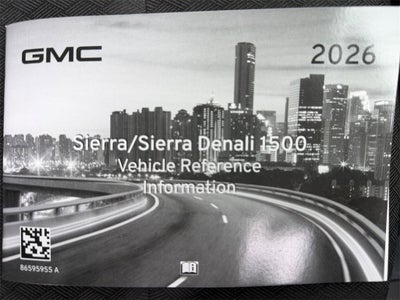 GMC 2026
Sierra/Sierra Denali 1500
Vehicle Reference
Information
86595955 A